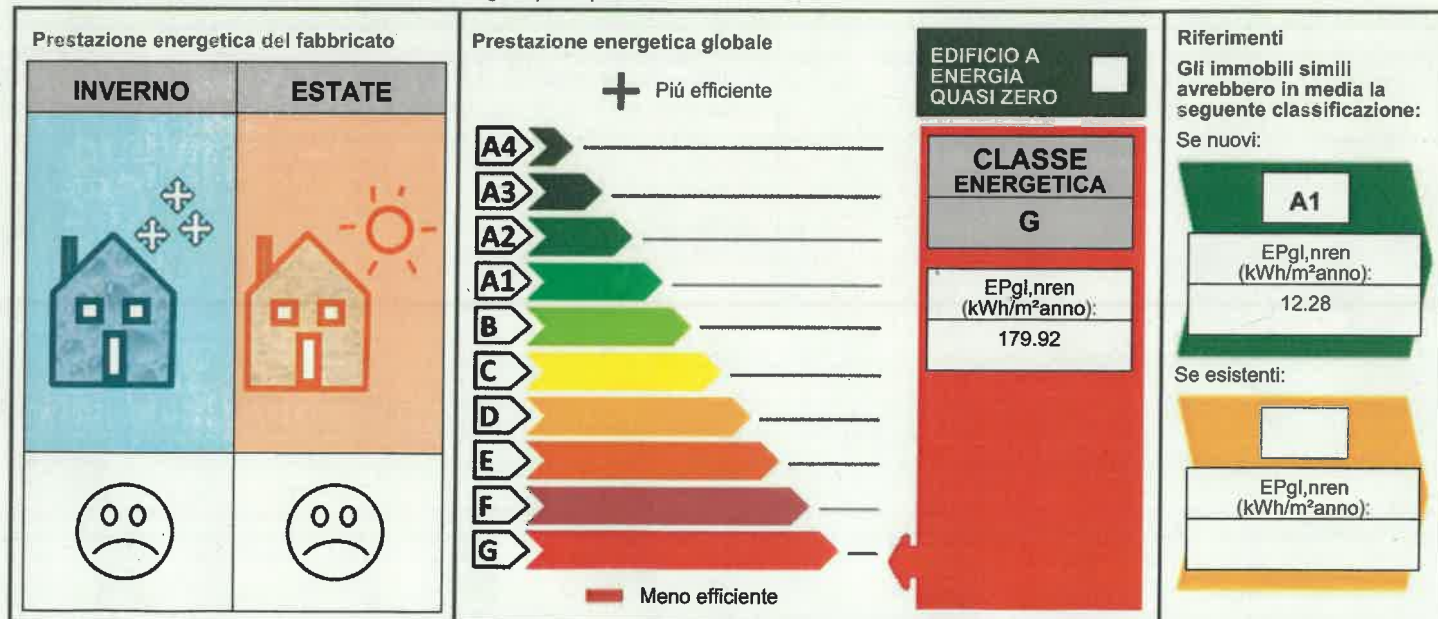 Prestazione energetica del fabbricato
INVERNO
ESTATE
Prestazione energetica globale
Piú efficiente
A4
A3
A2
A1
B
C
D
E
F
G
Meno efficiente
EDIFICIO A
ENERGIA
QUASI ZERO
CLASSE
ENERGETICA
G
EPgl,nren
(kWh/m²anno):
179.92
Riferimenti
Gli immobili simili
avrebbero in media la
seguente classificazione:
Se nuovi:
A1
EPgl,nren
(kWh/m²anno):
12.28
Se esistenti:
EPgl,nren
(kWh/m²anno):